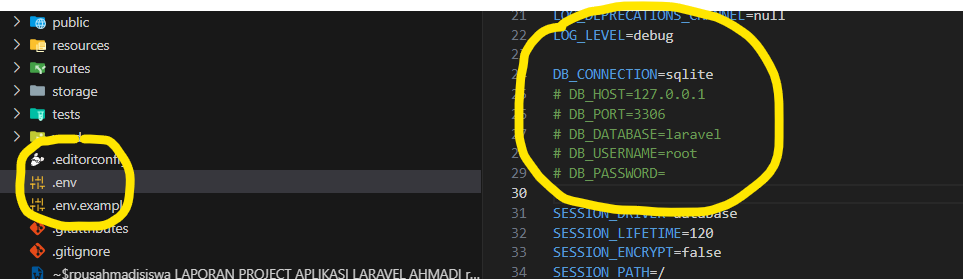 public
resources
routes
storage
tests
.editorconfig
.env
.env.exampl
.gitattributes
.gitignore
~$rpusahmadisiswa LAPORAN PROJECT APLIKASI LARAVEL AHMADI r...
21 LOG_DEPRECATIONS_CHANNEL=null
22 LOG_LEVEL=debug
23
24 DB_CONNECTION=sqlite
25 # DB_HOST=127.0.0.1
26 # DB_PORT=3306
27 # DB_DATABASE=laravel
28 # DB_USERNAME=root
29 # DB_PASSWORD=
30
31 SESSION_DRIVER=database
32 SESSION_LIFETIME=120
33 SESSION_ENCRYPT=false
34 SESSION_PATH=/